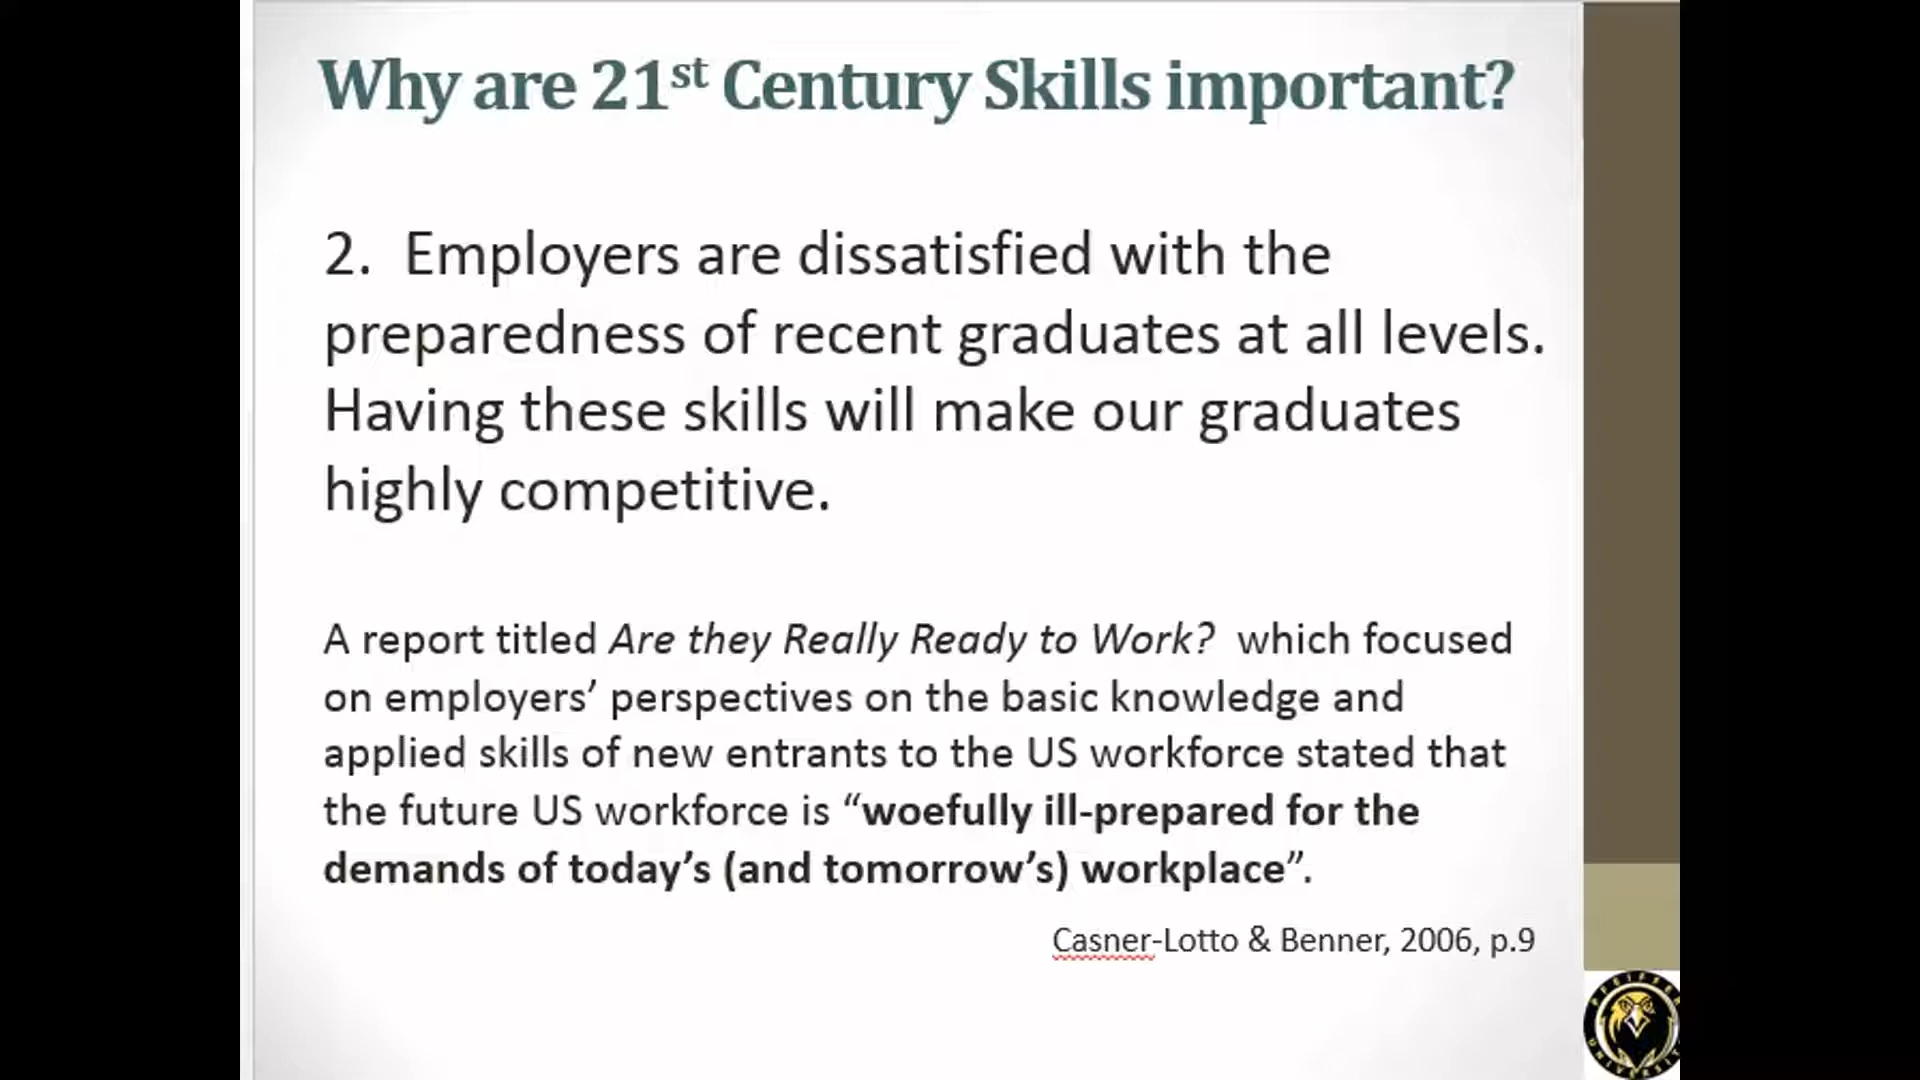 Why are 21st Century Skills important?
2. Employers are dissatisfied with the
preparedness of recent graduates at all levels.
Having these skills will make our graduates
highly competitive.
A report titled Are they Really Ready to Work? which focused
on employers’ perspectives on the basic knowledge and
applied skills of new entrants to the US workforce stated that
the future US workforce is “woefully ill-prepared for the
demands of today’s (and tomorrow’s) workplace”.
Casner-Lotto & Benner, 2006, p.9
PFEIFFER
UNIVERSITY